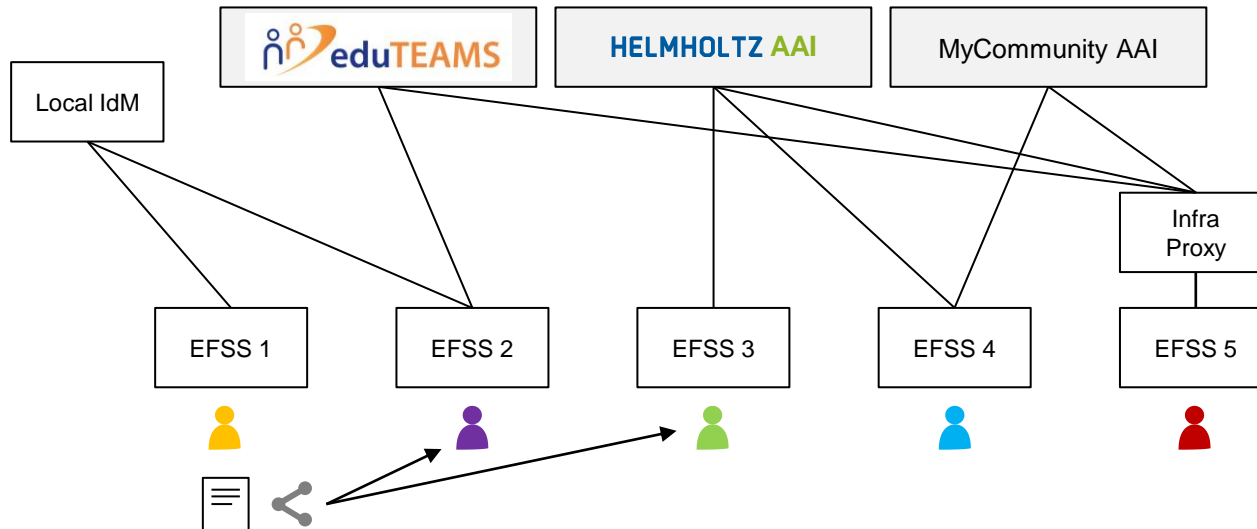 eduTEAMS
HELMHOLTZ AAI
MyCommunity AAI
Local IdM
Infra
Proxy
EFSS 1
EFSS 2
EFSS 3
EFSS 4
EFSS 5